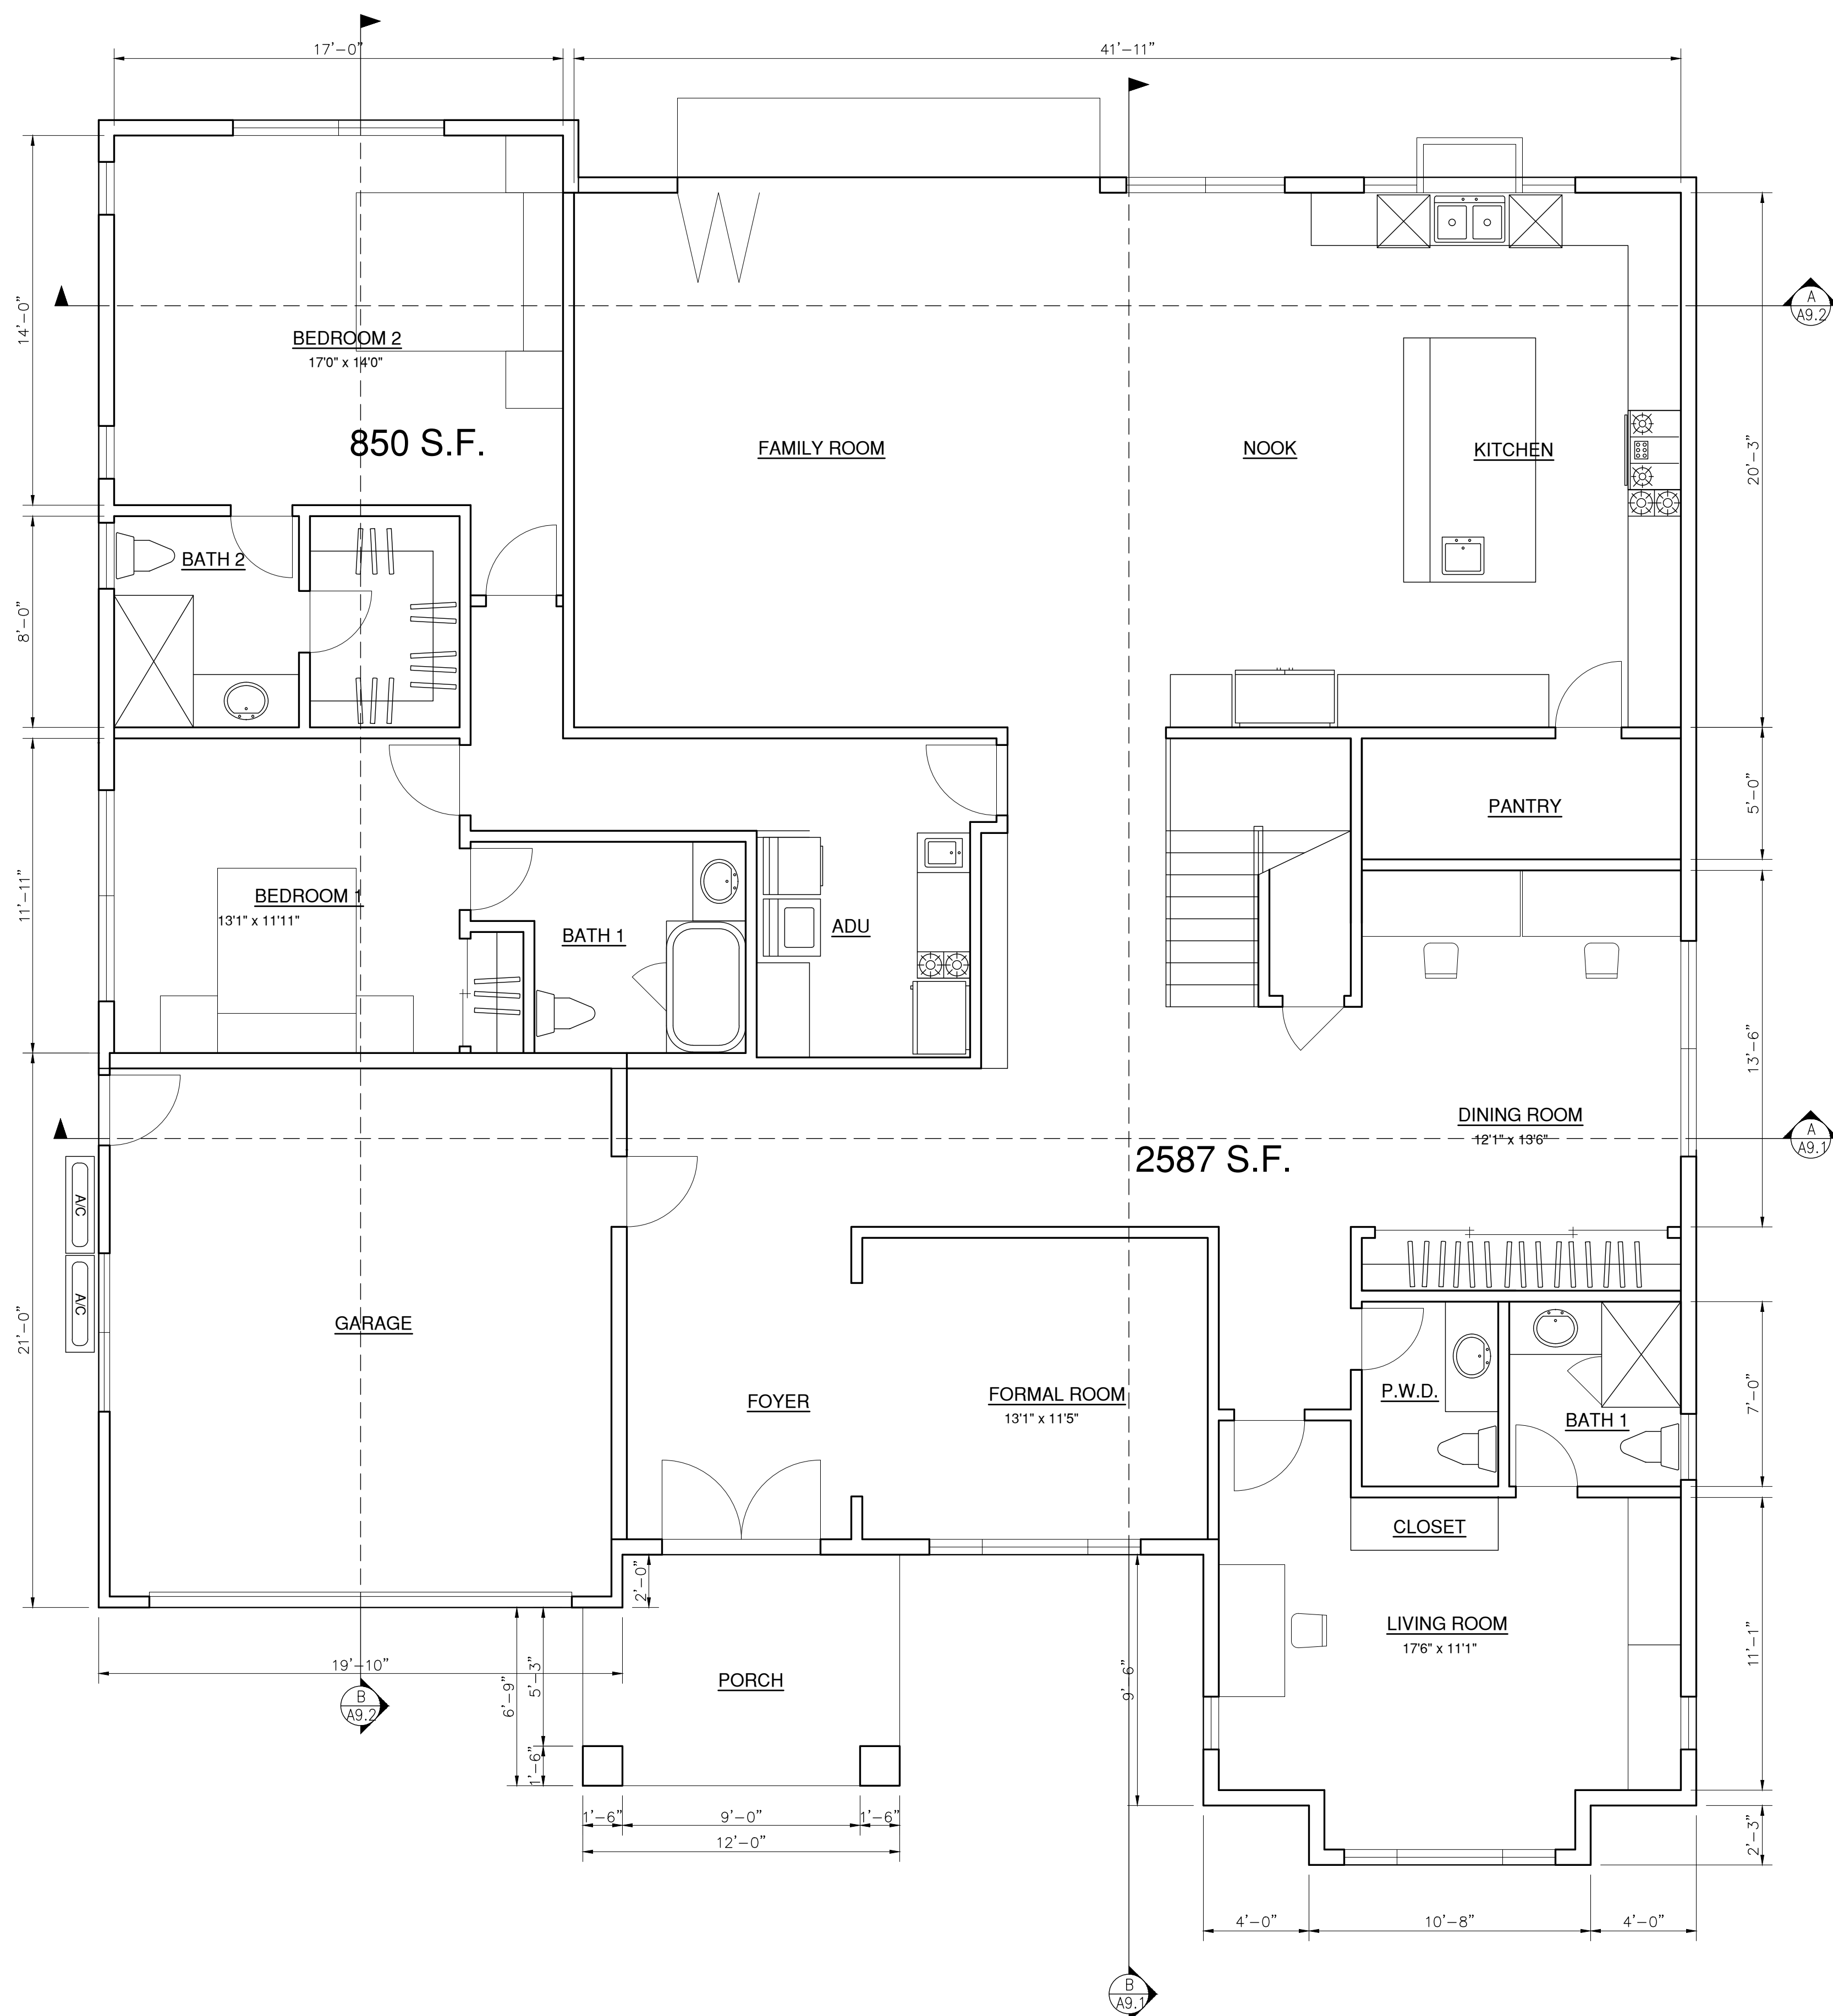 17'-0"
41'-11"
14'-0"
A
A9.2
BEDROOM 2
17'0" x 14'0"
850 S.F.
FAMILY ROOM
NOOK
KITCHEN
20'-3"
BATH 2
8'-0"
PANTRY
5'-0"
BEDROOM 1
13'1" x 11'11"
11'-11"
BATH 1
ADU
13'-6"
DINING ROOM
12'1" x 13'6"
A
A9.1
2587 S.F.
A/C
A/C
21'-0"
GARAGE
FOYER
FORMAL ROOM
13'1" x 11'5"
P.W.D.
BATH 1
7'-0"
CLOSET
2'-0"
LIVING ROOM
17'6" x 11'1"
11'-1"
19'-10"
B
A9.2
6'-9"
5'-3"
PORCH
9'-6"
1'-6"
1'-6"
9'-0"
1'-6"
12'-0"
2'-3"
4'-0"
10'-8"
4'-0"
B
A9.1